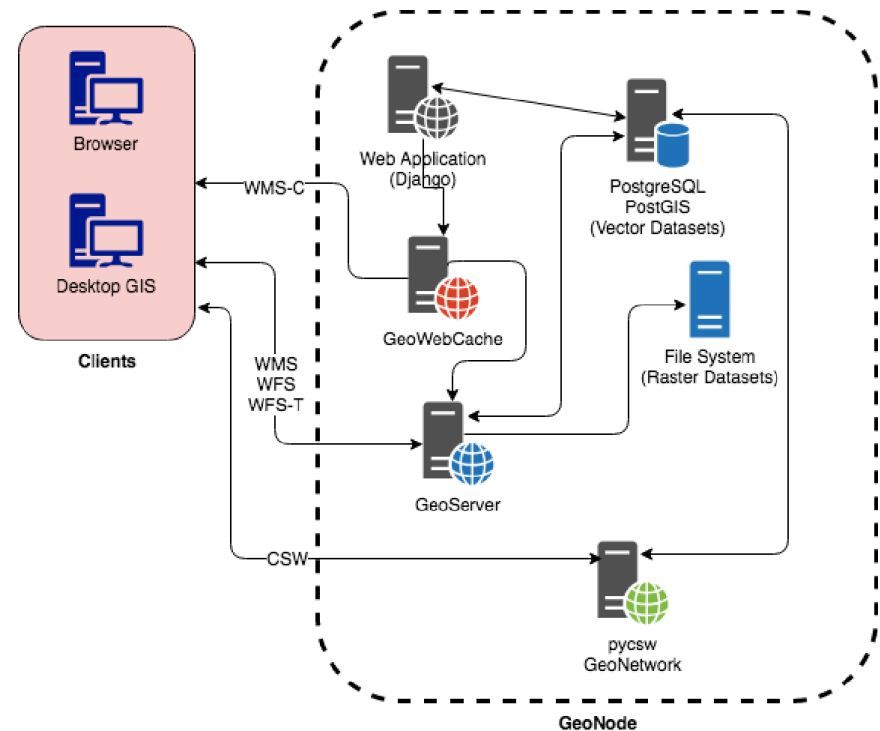 Browser
Desktop GIS
Clients
WMS-C
WMS
WFS
WFS-T
CSW
Web Application
(Django)
PostgreSQL
PostGIS
(Vector Datasets)
GeoWebCache
File System
(Raster Datasets)
GeoServer
pycsw
GeoNetwork
GeoNode